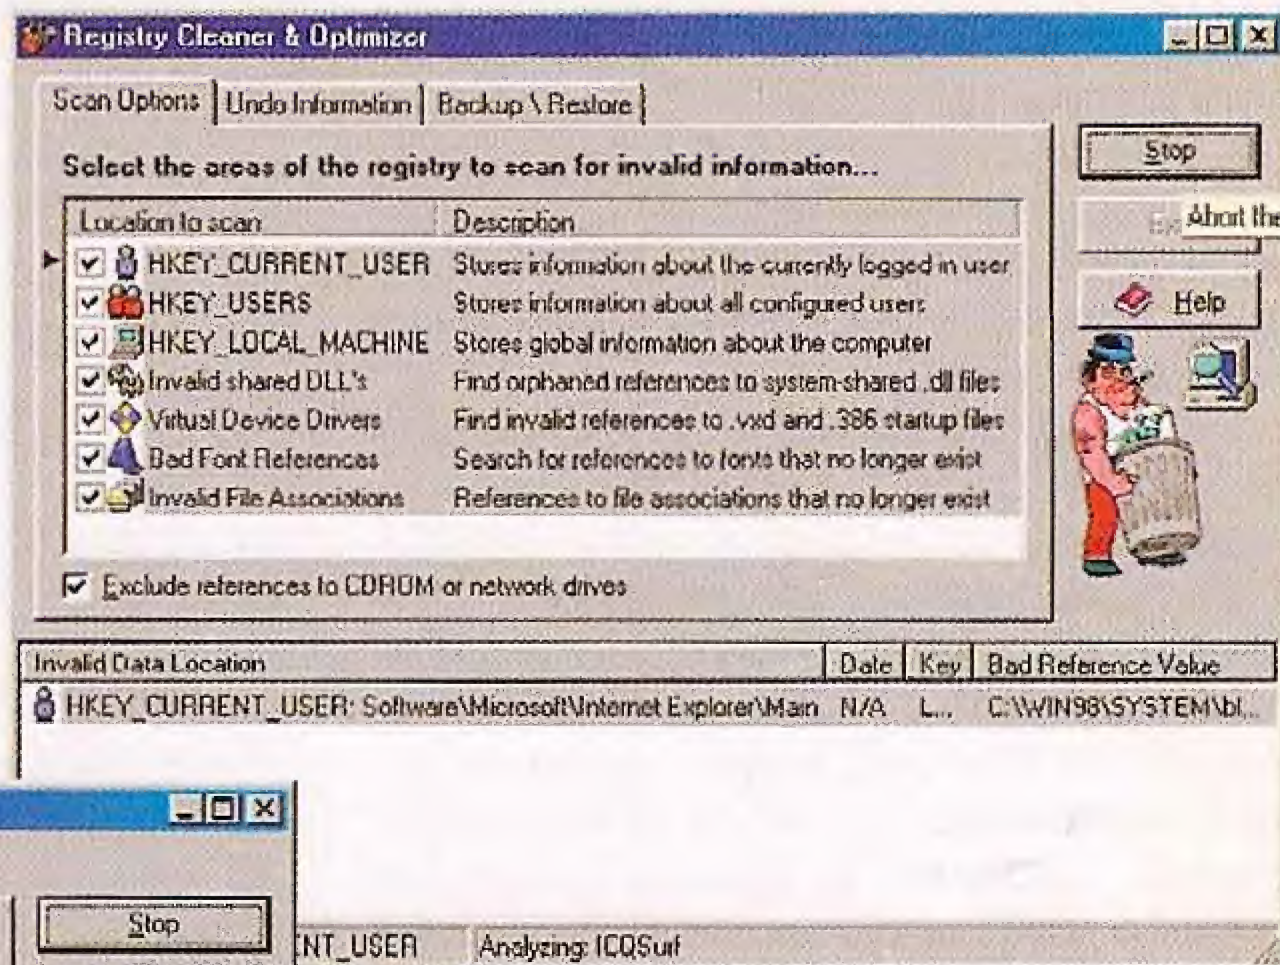 Registry Cleaner & Optimizer
Scan Options Undo Information Backup \ Restore
Select the areas of the registry to scan for invalid information...
Stop
Location to scan Description
Abort the
HKEY_CURRENT_USER Stores information about the currently logged in user
HKEY_USERS Stores information about all configured users
Help
HKEY_LOCAL_MACHINE Stores global information about the computer
Invalid shared DLL's Find orphaned references to system-shared .dll files
Virtual Device Drivers Find invalid references to .vxd and .386 startup files
Bad Font References Search for references to fonts that no longer exist
Invalid File Associations References to file associations that no longer exist
Exclude references to CDROM or network drives
Invalid Data Location Date Key Bad Reference Value
HKEY_CURRENT_USER: Software\Microsoft\Internet Explorer\Main N/A L... C:\WIN98\SYSTEM\bl...
Stop
NT_USER Analyzing: ICQSurf